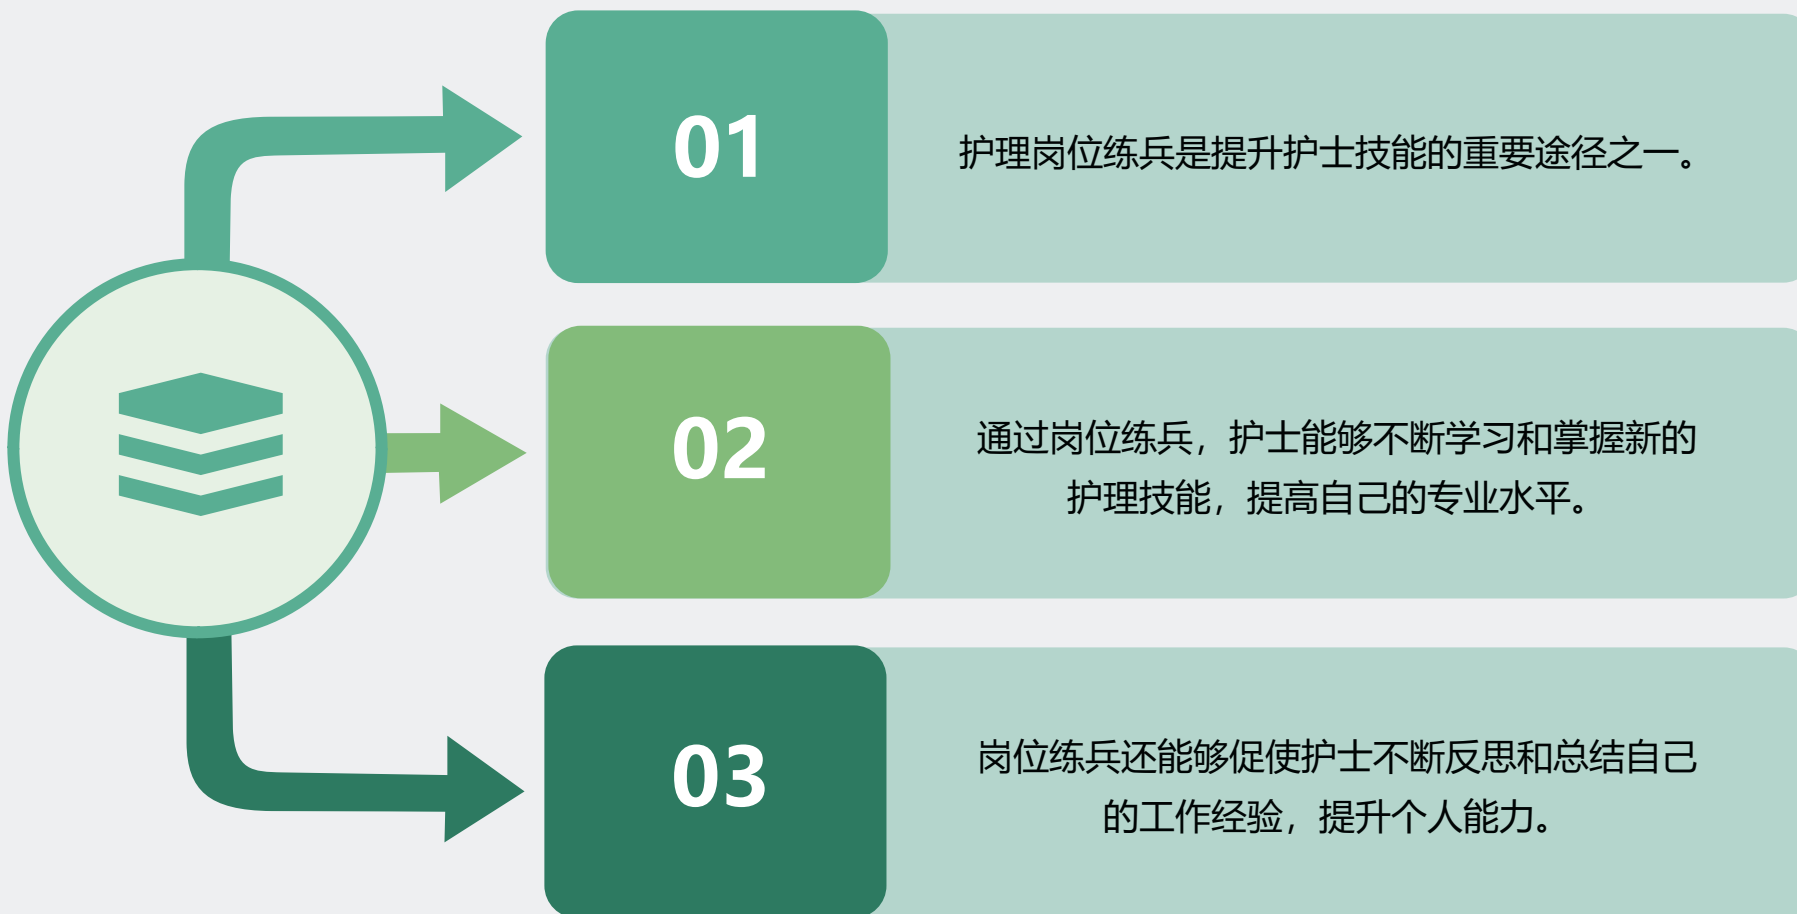 01
护理岗位练兵是提升护士技能的重要途径之一。
02
通过岗位练兵，护士能够不断学习和掌握新的
护理技能，提高自己的专业水平。
03
岗位练兵还能够促使护士不断反思和总结自己
的工作经验，提升个人能力。